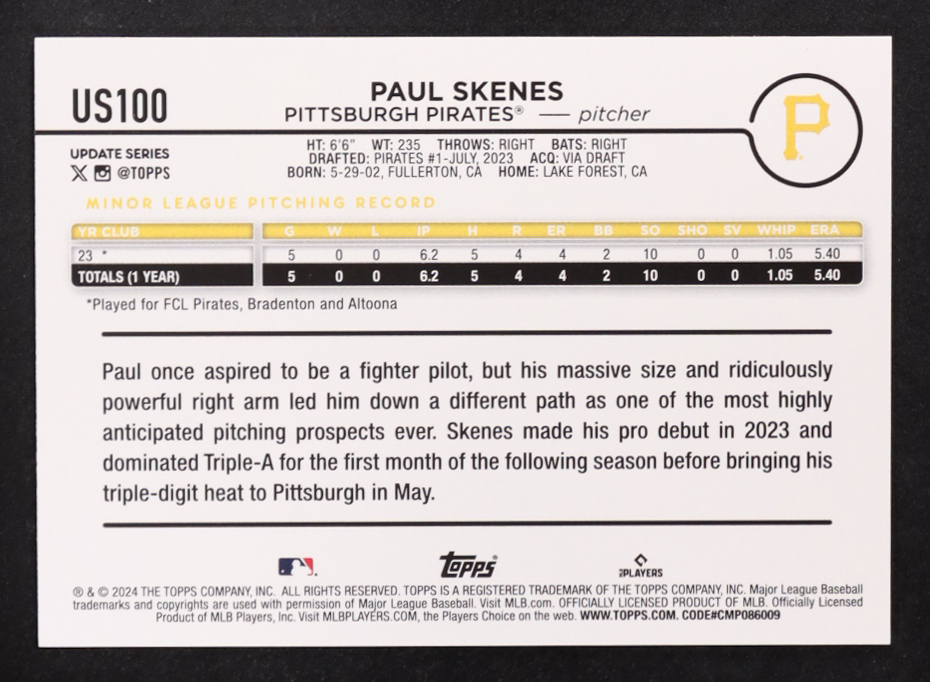 US100
PAUL SKENES
PITTSBURGH PIRATES® — pitcher
P
UPDATE SERIES
X @TOPPS
HT: 6'6" WT: 235 THROWS: RIGHT BATS: RIGHT
DRAFTED: PIRATES #1-JULY, 2023 ACQ: VIA DRAFT
BORN: 5-29-02, FULLERTON, CA HOME: LAKE FOREST, CA
MINOR LEAGUE PITCHING RECORD
YR CLUB G W L IP H R ER BB SO SHO SV WHIP ERA
23 * 5 0 0 6.2 5 4 4 2 10 0 0 1.05 5.40
TOTALS (1 YEAR) 5 0 0 6.2 5 4 4 2 10 0 0 1.05 5.40
*Played for FCL Pirates, Bradenton and Altoona
Paul once aspired to be a fighter pilot, but his massive size and ridiculously
powerful right arm led him down a different path as one of the most highly
anticipated pitching prospects ever. Skenes made his pro debut in 2023 and
dominated Triple-A for the first month of the following season before bringing his
triple-digit heat to Pittsburgh in May.
topps®
PLAYERS
® & © 2024 THE TOPPS COMPANY, INC. ALL RIGHTS RESERVED. TOPPS IS A REGISTERED TRADEMARK OF THE TOPPS COMPANY, INC. Major League Baseball
trademarks and copyrights are used with permission of Major League Baseball. Visit MLB.com. OFFICIALLY LICENSED PRODUCT OF MLB. Officially Licensed
Product of MLB Players, Inc. Visit MLBPLAYERS.COM, the Players Choice on the web. WWW.TOPPS.COM. CODE#CMP086009